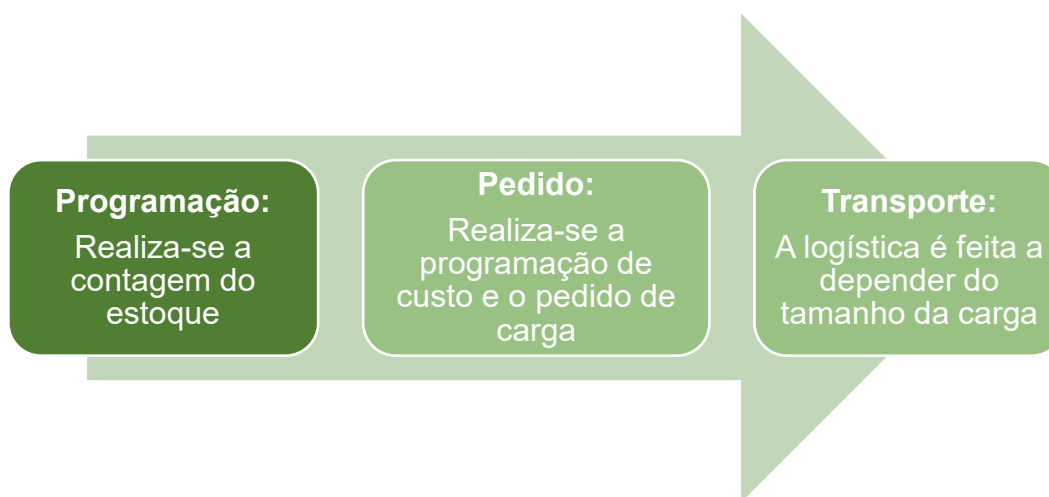 Programação:
Realiza-se a
contagem do
estoque
Pedido:
Realiza-se a
programação de
custo e o pedido de
carga
Transporte:
A logística é feita a
depender do
tamanho da carga